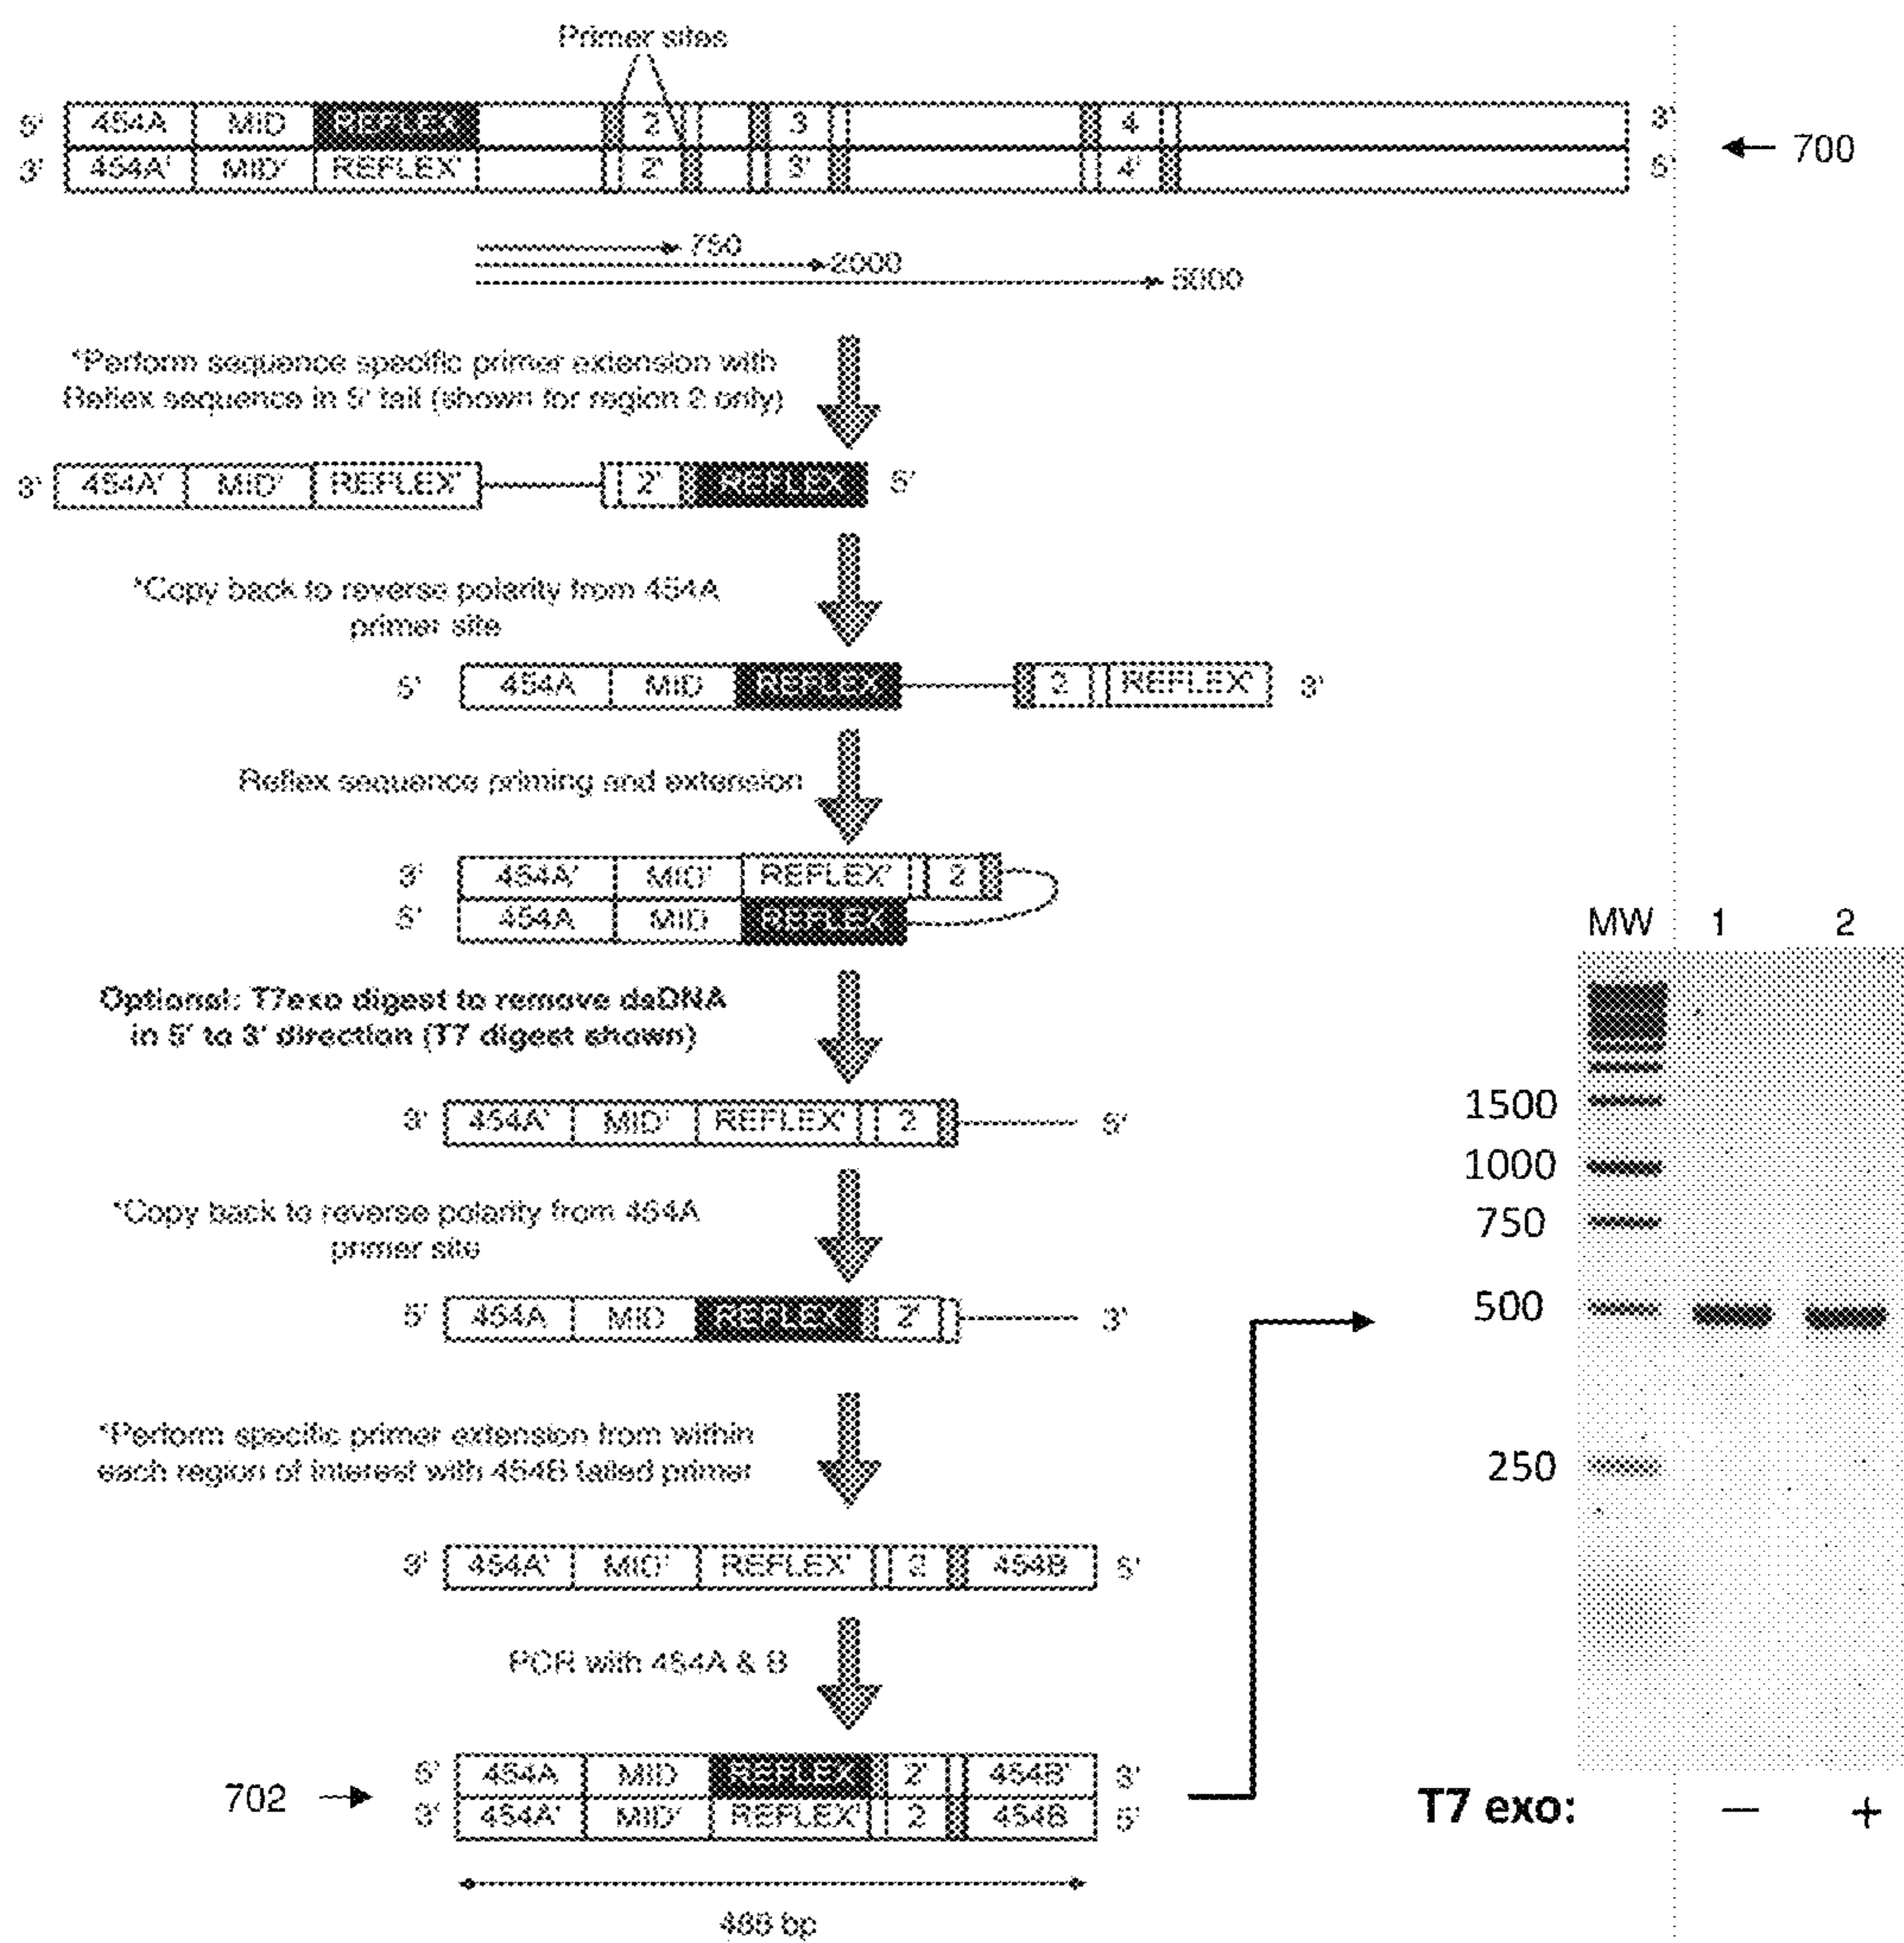 Primer sites
5' 454A MID REFLEX 2 3 4 3'
3' 454A' MID' REFLEX' 2' 3' 4' 5'
700
750
2000
5000
*Perform sequence specific primer extension with
Reflex sequence in 5' tail (shown for region 2 only)
3' 454A' MID' REFLEX' 2' REFLEX 5'
*Copy back to reverse polarity from 454A
primer site
5' 454A MID REFLEX 2 REFLEX' 3'
Reflex sequence priming and extension
3' 454A' MID' REFLEX' 2
5' 454A MID REFLEX
Optional: T7exo digest to remove dsDNA
in 5' to 3' direction (T7 digest shown)
3' 454A' MID' REFLEX' 2 5'
*Copy back to reverse polarity from 454A
primer site
5' 454A MID REFLEX 2' 3'
*Perform specific primer extension from within
each region of interest with 454B tailed primer
3' 454A' MID' REFLEX' 2 454B 5'
PCR with 454A & B
702
5' 454A MID REFLEX 2' 454B' 3'
3' 454A' MID' REFLEX' 2 454B 5'
bp
MW 1 2
1500
1000
750
500
250
T7 exo: — +